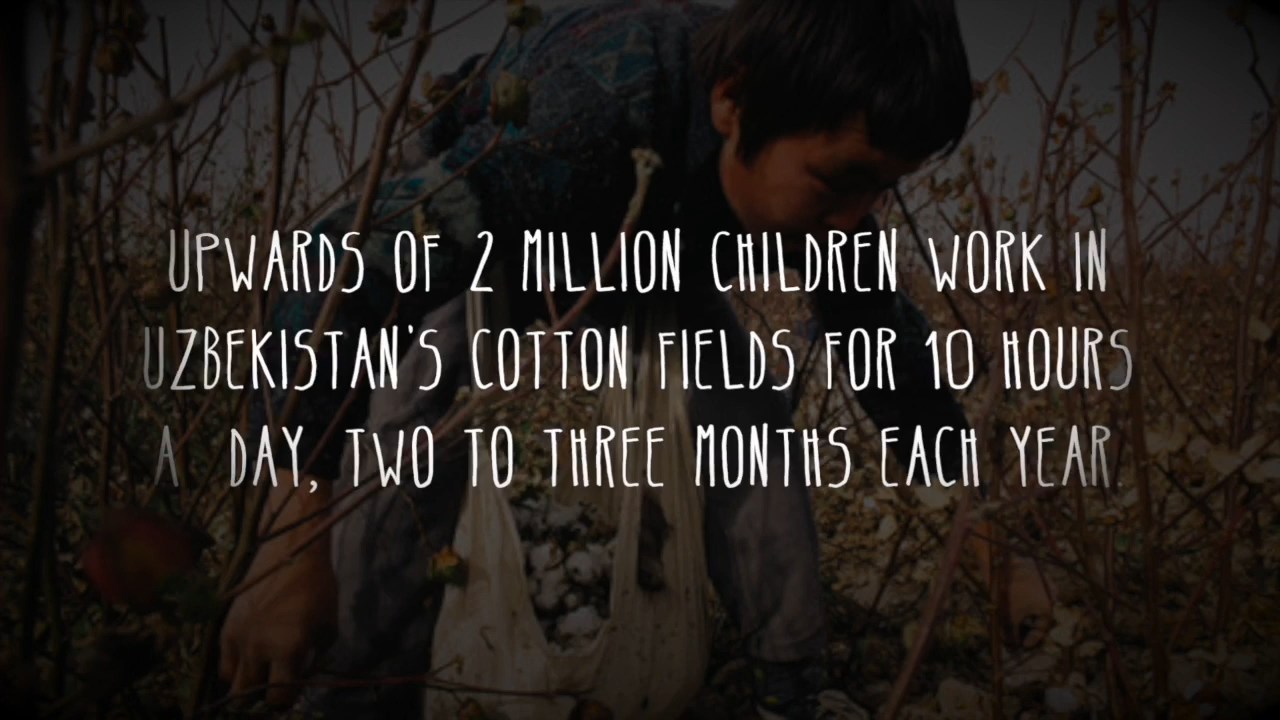 UPWARDS OF 2 MILLION CHILDREN WORK IN
UZBEKISTAN'S COTTON FIELDS FOR 10 HOURS
A DAY, TWO TO THREE MONTHS EACH YEAR.